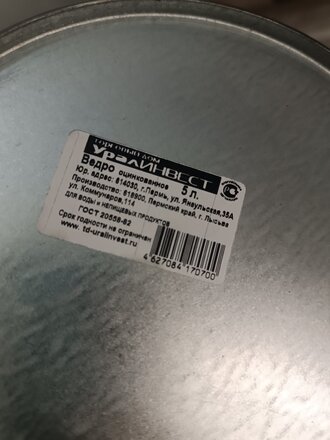 ТОРГОВЫЙ ДОМ
УралИНВЕСТ
Ведро оцинкованное 5 л.
Юр. адрес: 614030, г.Пермь, ул. Янаульская,38А
Производство: 618900, Пермский край, г. Лысьва
ул. Коммунаров,114
ДЛЯ ВОДЫ И НЕПИЩЕВЫХ ПРОДУКТОВ
ГОСТ 20558-82
Срок годности не ограничен
www. td-uralinvest.ru
4 627084 170700